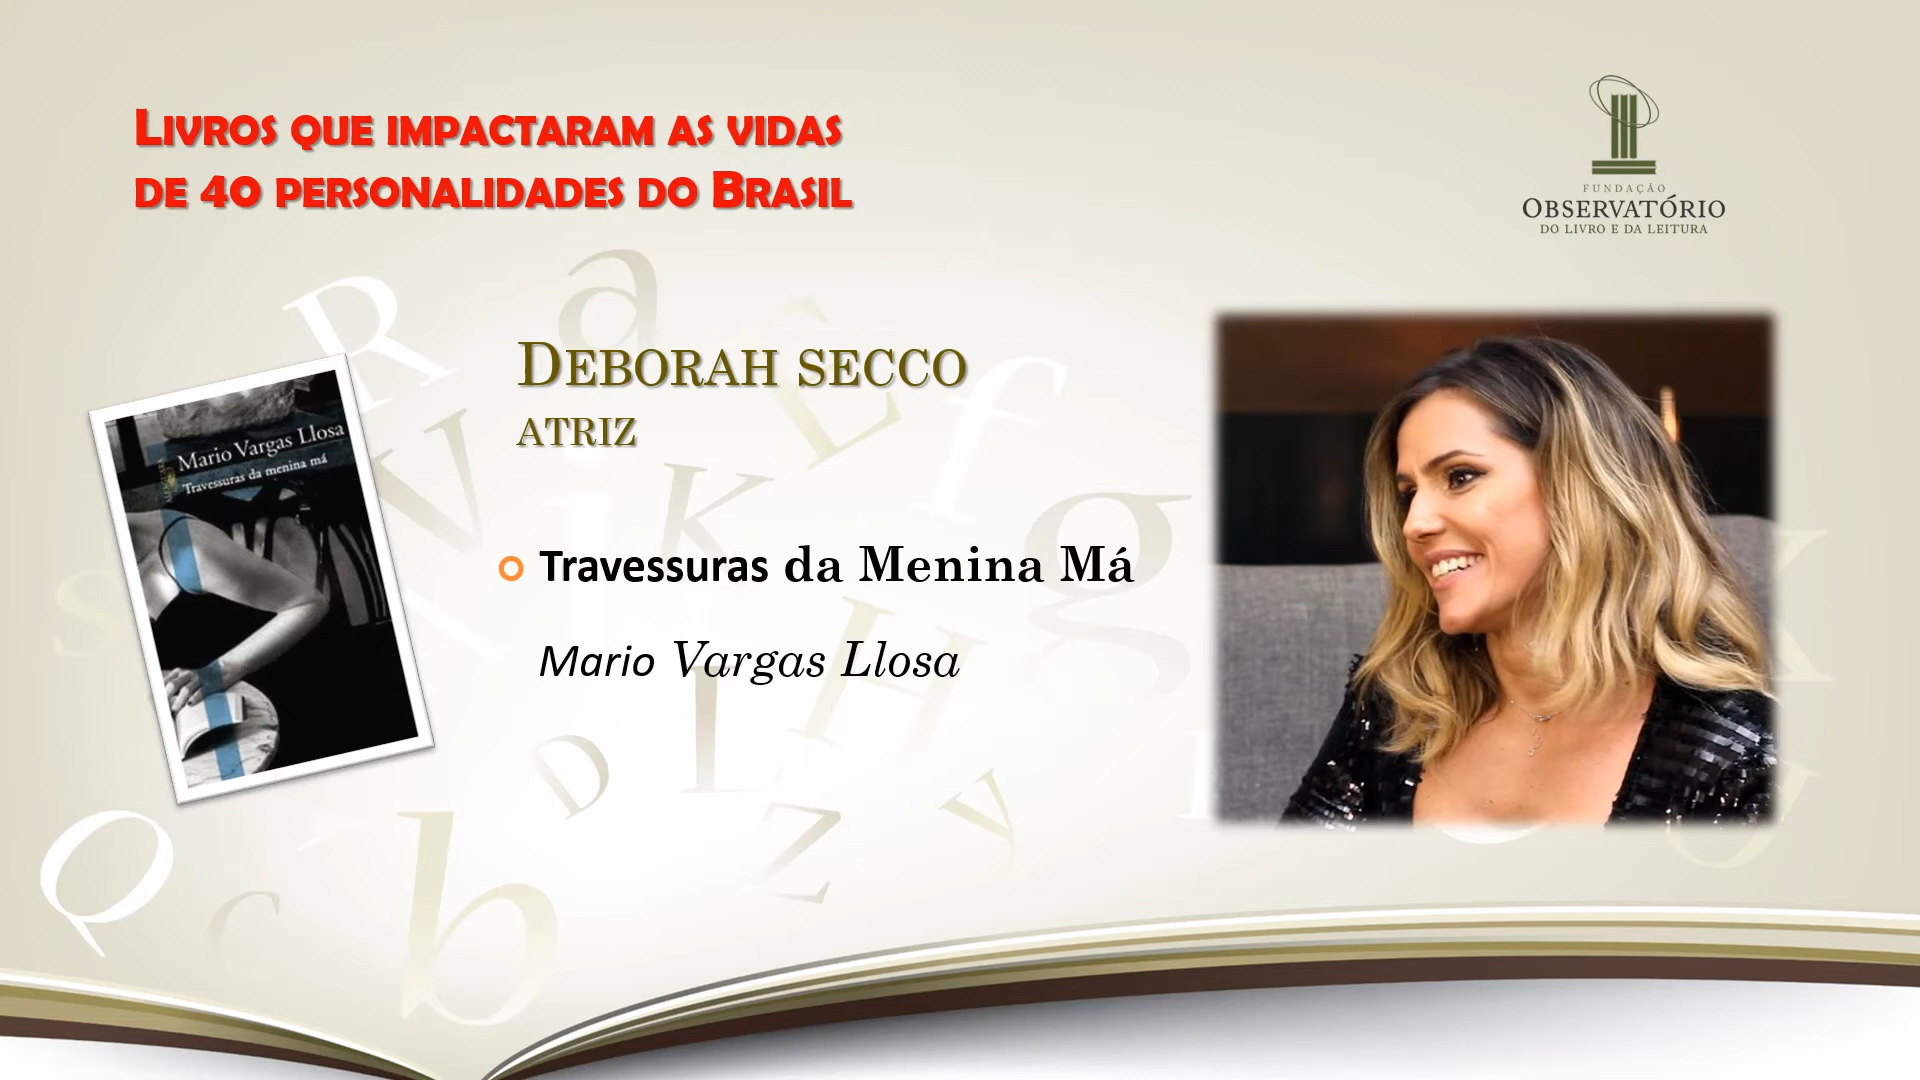 Livros que impactaram as vidas
de 40 personalidades do Brasil
FUNDAÇÃO
OBSERVATÓRIO
DO LIVRO E DA LEITURA
Deborah secco
atriz
Mario Vargas Llosa
Travessuras da menina má
Travessuras da Menina Má
Mario Vargas Llosa